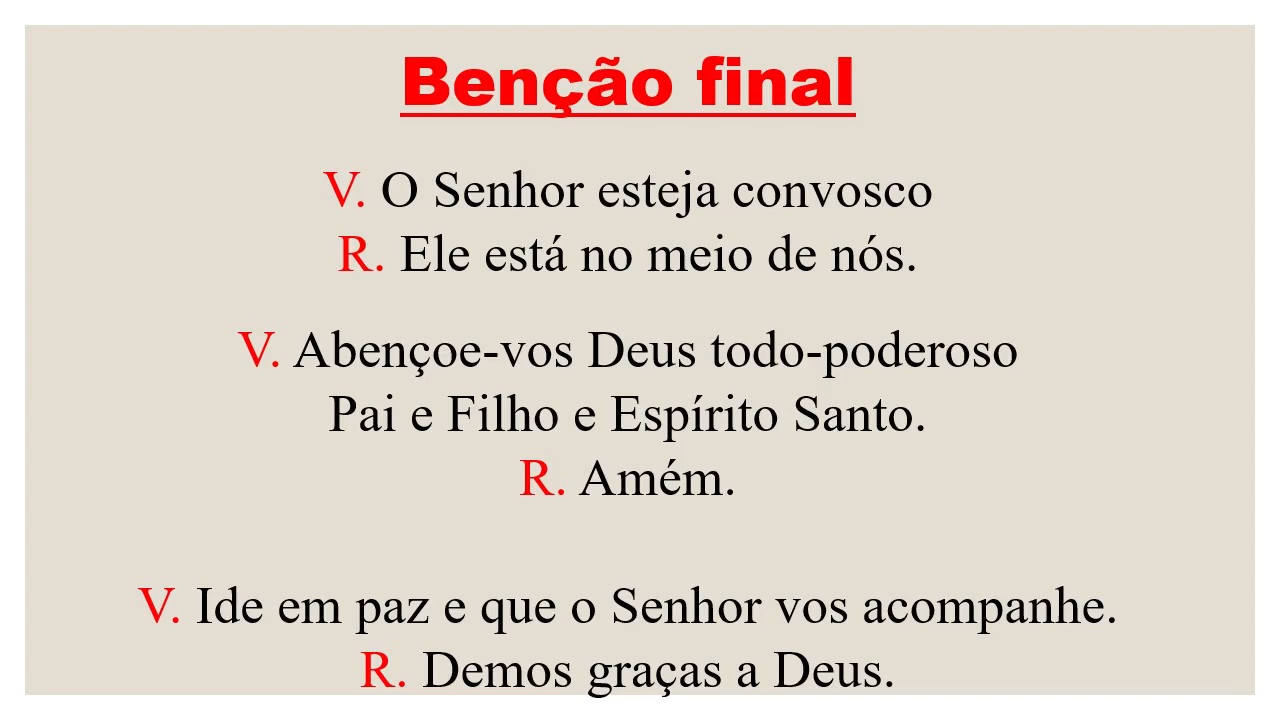 Benção final
V. O Senhor esteja convosco
R. Ele está no meio de nós.
V. Abençoe-vos Deus todo-poderoso
Pai e Filho e Espírito Santo.
R. Amém.
V. Ide em paz e que o Senhor vos acompanhe.
R. Demos graças a Deus.